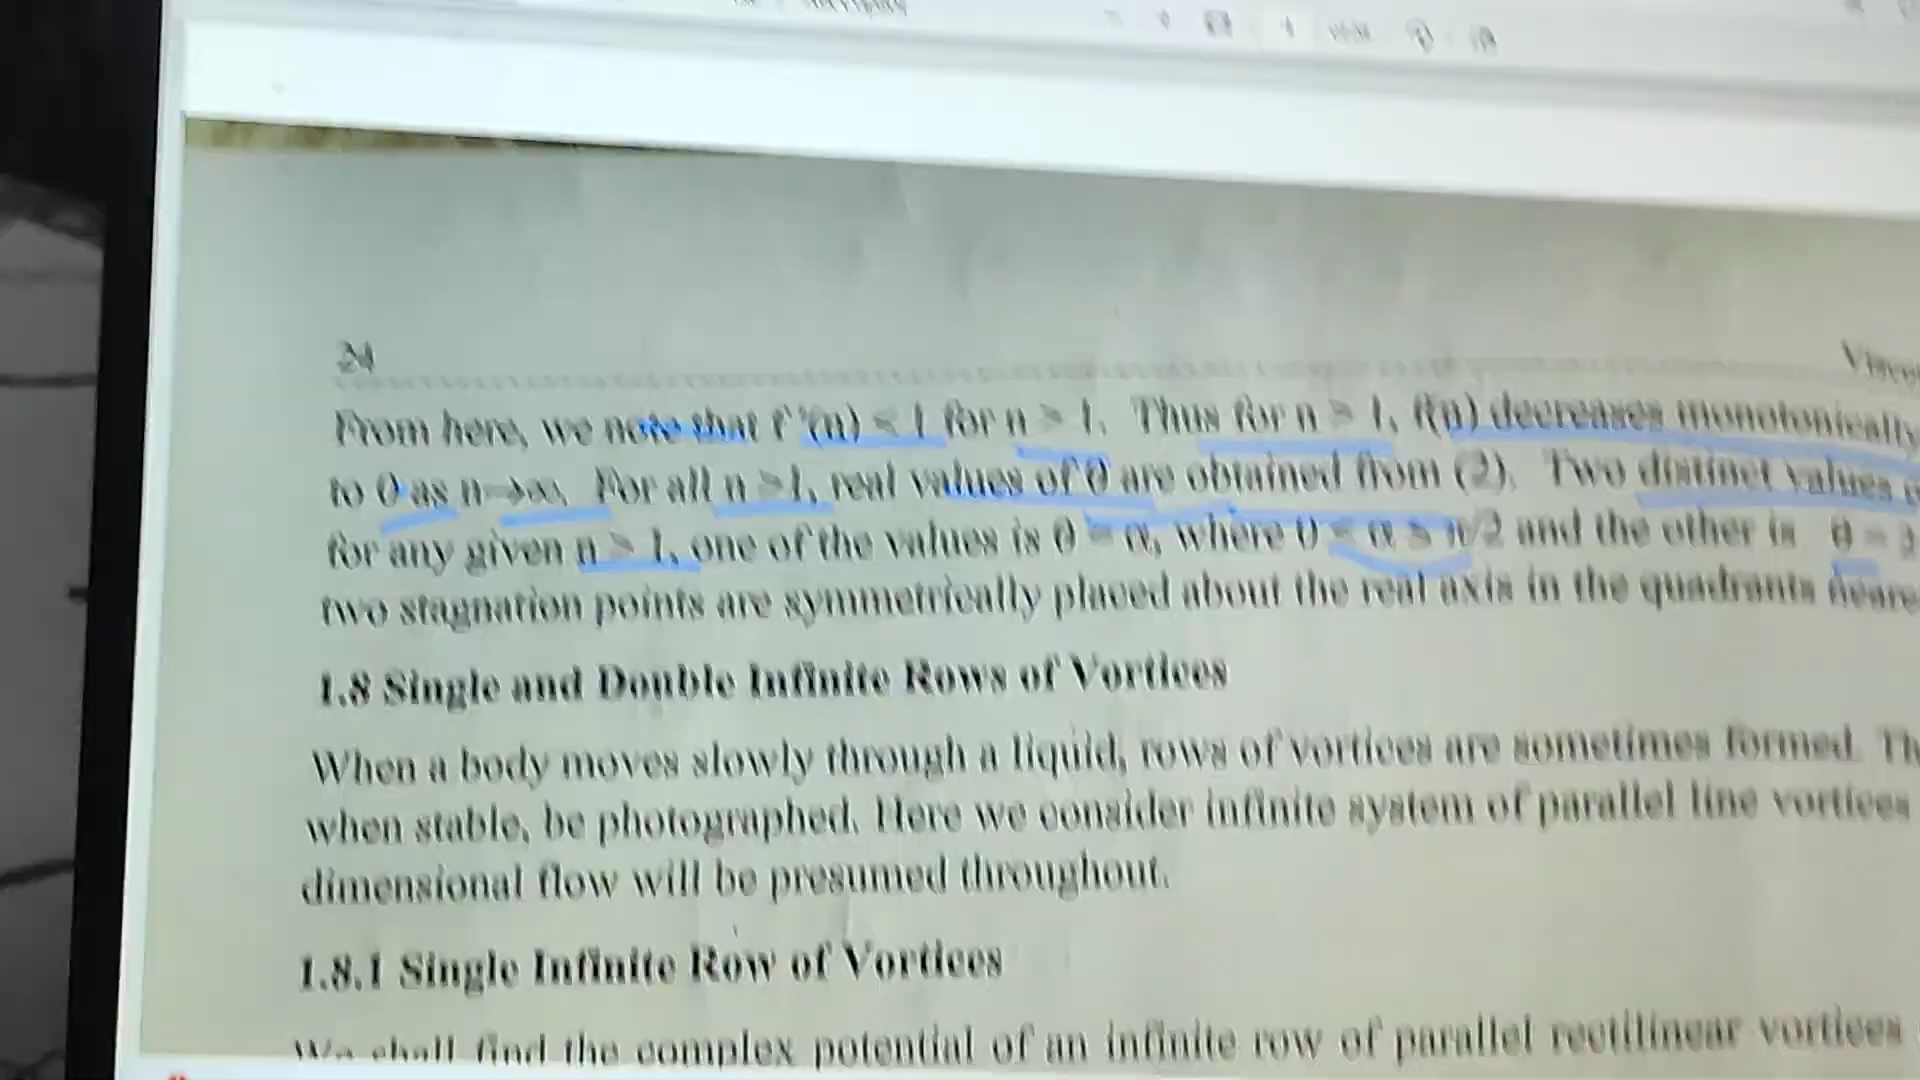 24
From here, we note that f '(n) < 1 for n > 1. Thus for n > 1, f(n) decreases monotonically
to 0 as n→∞. For all n >1, real values of θ are obtained from (2). Two distinct values
for any given n > 1, one of the values is θ = α, where 0 < α > π/2 and the other is θ =
two stagnation points are symmetrically placed about the real axis in the quadrants
1.8 Single and Double Infinite Rows of Vortices
When a body moves slowly through a liquid, rows of vortices are sometimes formed.
when stable, be photographed. Here we consider infinite system of parallel line vortices
dimensional flow will be presumed throughout.
1.8.1 Single Infinite Row of Vortices
We shall find the complex potential of an infinite row of parallel rectilinear vortices